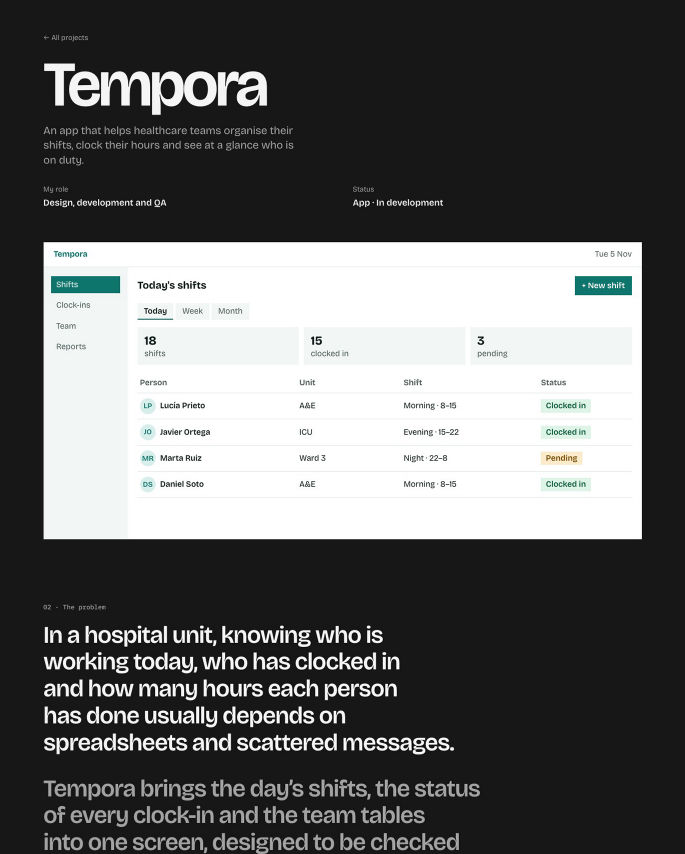 ← All projects
Tempora
An app that helps healthcare teams organise their
shifts, clock their hours and see at a glance who is
on duty.
My role
Status
Design, development and QA
App · In development
Tempora
Tue 5 Nov
Shifts
Clock-ins
Team
Reports
Today's shifts
+ New shift
Today Week Month
18
shifts
15
clocked in
3
pending
Person Unit Shift Status
LP Lucía Prieto A&E Morning · 8–15 Clocked in
JO Javier Ortega ICU Evening · 15–22 Clocked in
MR Marta Ruiz Ward 3 Night · 22–8 Pending
DS Daniel Soto A&E Morning · 8–15 Clocked in
02 · The problem
In a hospital unit, knowing who is
working today, who has clocked in
and how many hours each person
has done usually depends on
spreadsheets and scattered messages.
Tempora brings the day's shifts, the status
of every clock-in and the team tables
into one screen, designed to be checked